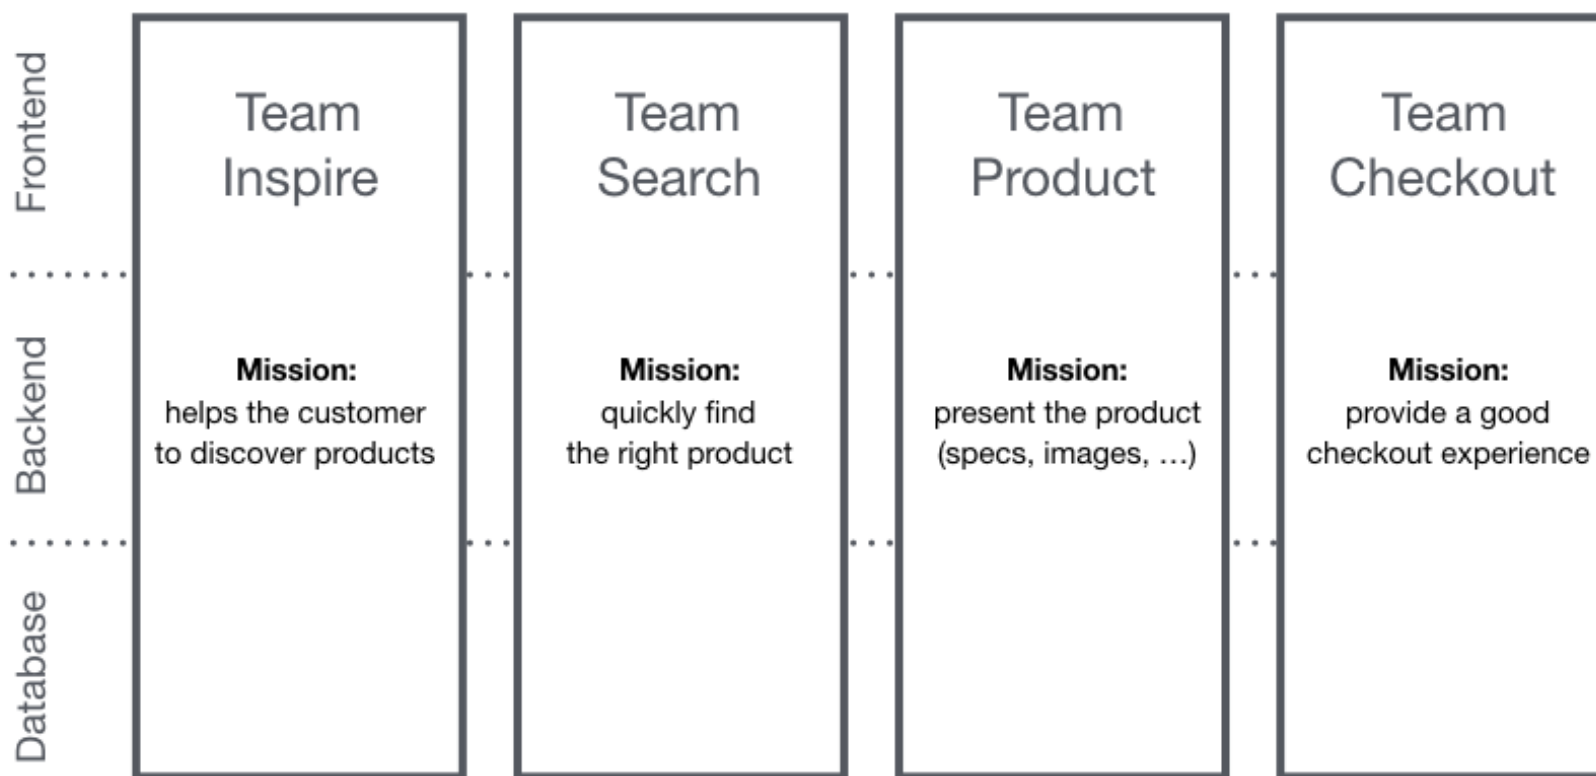 Frontend
Backend
Database
Team
Inspire
Mission:
helps the customer
to discover products
Team
Search
Mission:
quickly find
the right product
Team
Product
Mission:
present the product
(specs, images, …)
Team
Checkout
Mission:
provide a good
checkout experience